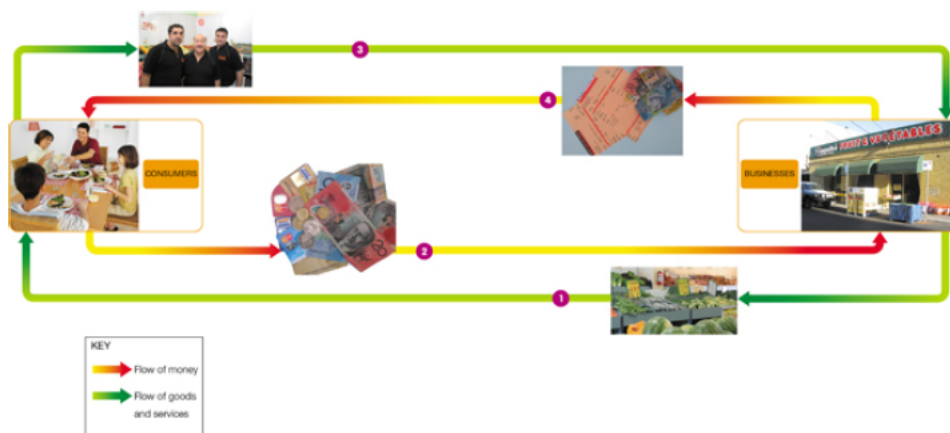 3
4
CONSUMERS
BUSINESSES
FRUIT & VEGETABLES
2
1
KEY
Flow of money
Flow of goods
and services